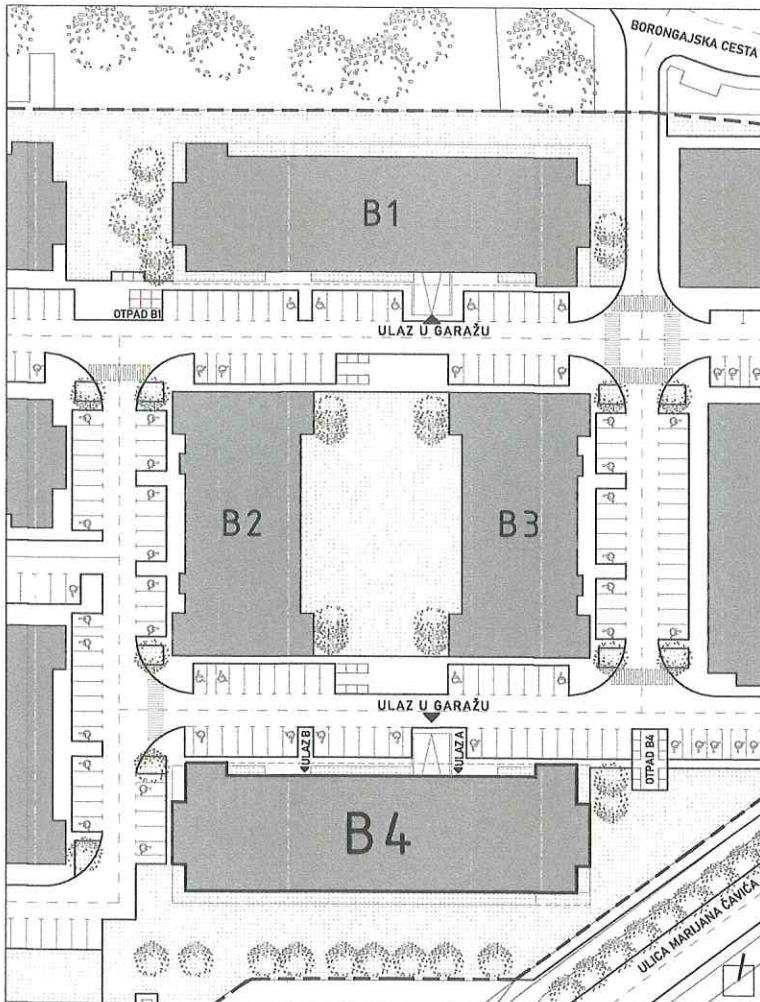 BORONGAJSKA CESTA
B1
OTPAD B1
ULAZ U GARAŽU
B2
B3
ULAZ U GARAŽU
ULAZ B
ULAZ A
OTPAD B4
B4
ULICA MARIJANA ČAVIĆA